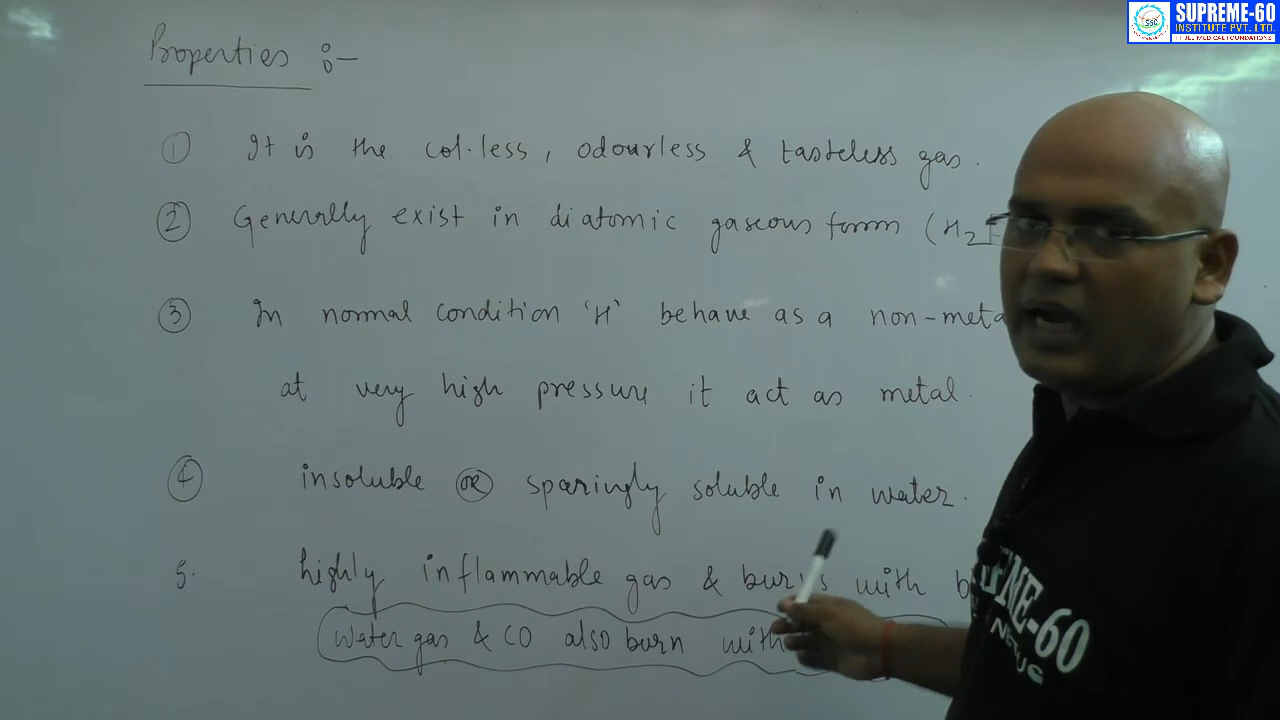 SUPREME-60
INSTITUTE PVT. LTD.
Properties :-
① It is the col.less, odourless & tasteless gas.
② Generally exist in diatomic gaseous form (H2
③ In normal condition 'H' behave as a non-meta
at very high pressure it act as metal.
④ insoluble OR sparingly soluble in water.
5. highly inflammable gas & burns with b
Water gas & CO also burn with
ME-60